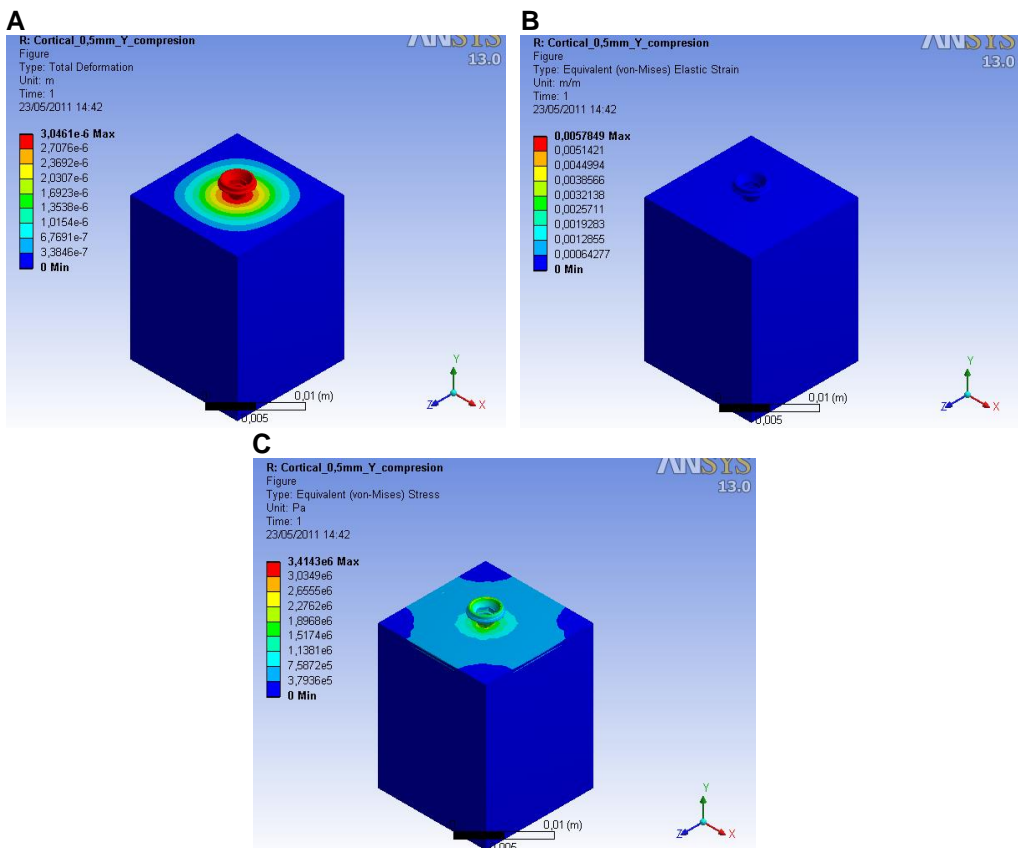 A
R: Cortical_0,5mm_Y_compresion
Figure
Type: Total Deformation
Unit: m
Time: 1
23/05/2011 14:42
ANSYS
13.0
3,0461e-6 Max
2,7076e-6
2,3692e-6
2,0307e-6
1,6923e-6
1,3538e-6
1,0154e-6
6,7691e-7
3,3846e-7
0 Min
0,01 (m)
0,005
Y
Z
X
B
R: Cortical_0,5mm_Y_compresion
Figure
Type: Equivalent (von-Mises) Elastic Strain
Unit: m/m
Time: 1
23/05/2011 14:42
ANSYS
13.0
0,0057849 Max
0,0051421
0,0044994
0,0038566
0,0032138
0,0025711
0,0019283
0,0012855
0,00064277
0 Min
0,01 (m)
0,005
Y
Z
X
C
R: Cortical_0,5mm_Y_compresion
Figure
Type: Equivalent (von-Mises) Stress
Unit: Pa
Time: 1
23/05/2011 14:42
ANSYS
13.0
3,4143e6 Max
3,0349e6
2,6555e6
2,2762e6
1,8968e6
1,5174e6
1,1381e6
7,5872e5
3,7936e5
0 Min
0,01 (m)
0,005
Y
Z
X